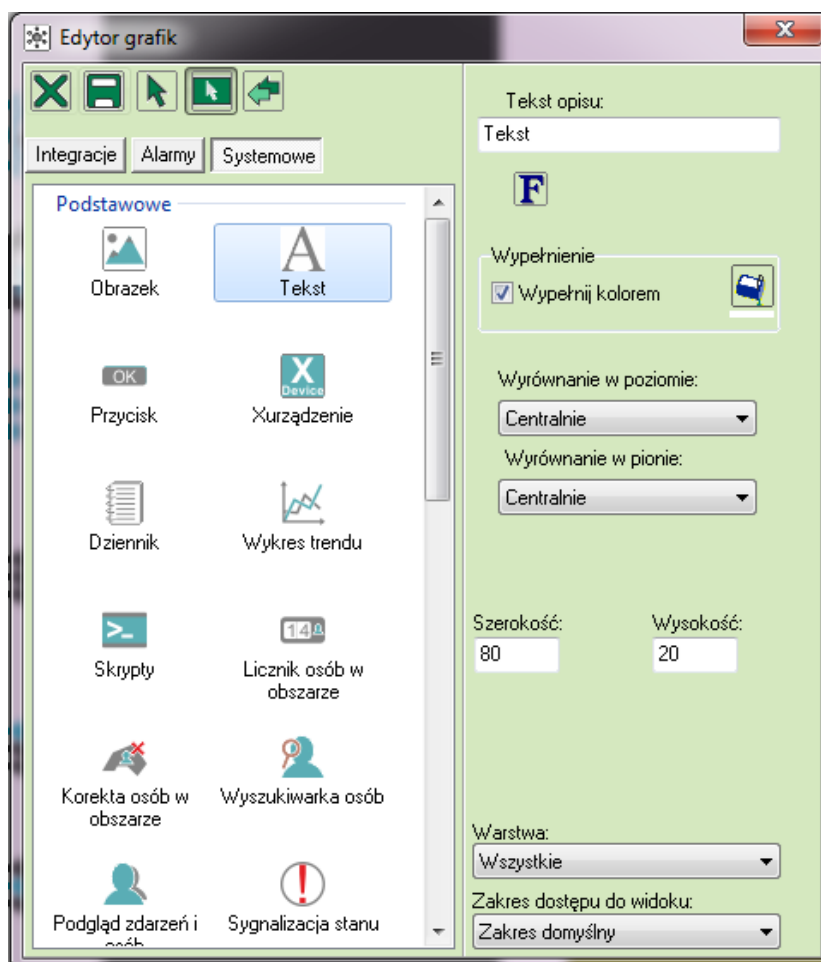 Edytor grafik
Integracje Alarmy Systemowe
Podstawowe
Obrazek Tekst
OK
X
Device
Przycisk Xurządzenie
Dziennik Wykres trendu
>_
14
Skrypty Licznik osób w
obszarze
Korekta osób w Wyszukiwarka osób
obszarze
Podgląd zdarzeń i Sygnalizacja stanu
Tekst opisu:
Tekst
F
Wypełnienie
Wypełnij kolorem
Wyrównanie w poziomie:
Centralnie
Wyrównanie w pionie:
Centralnie
Szerokość: Wysokość:
80 20
Warstwa:
Wszystkie
Zakres dostępu do widoku:
Zakres domyślny